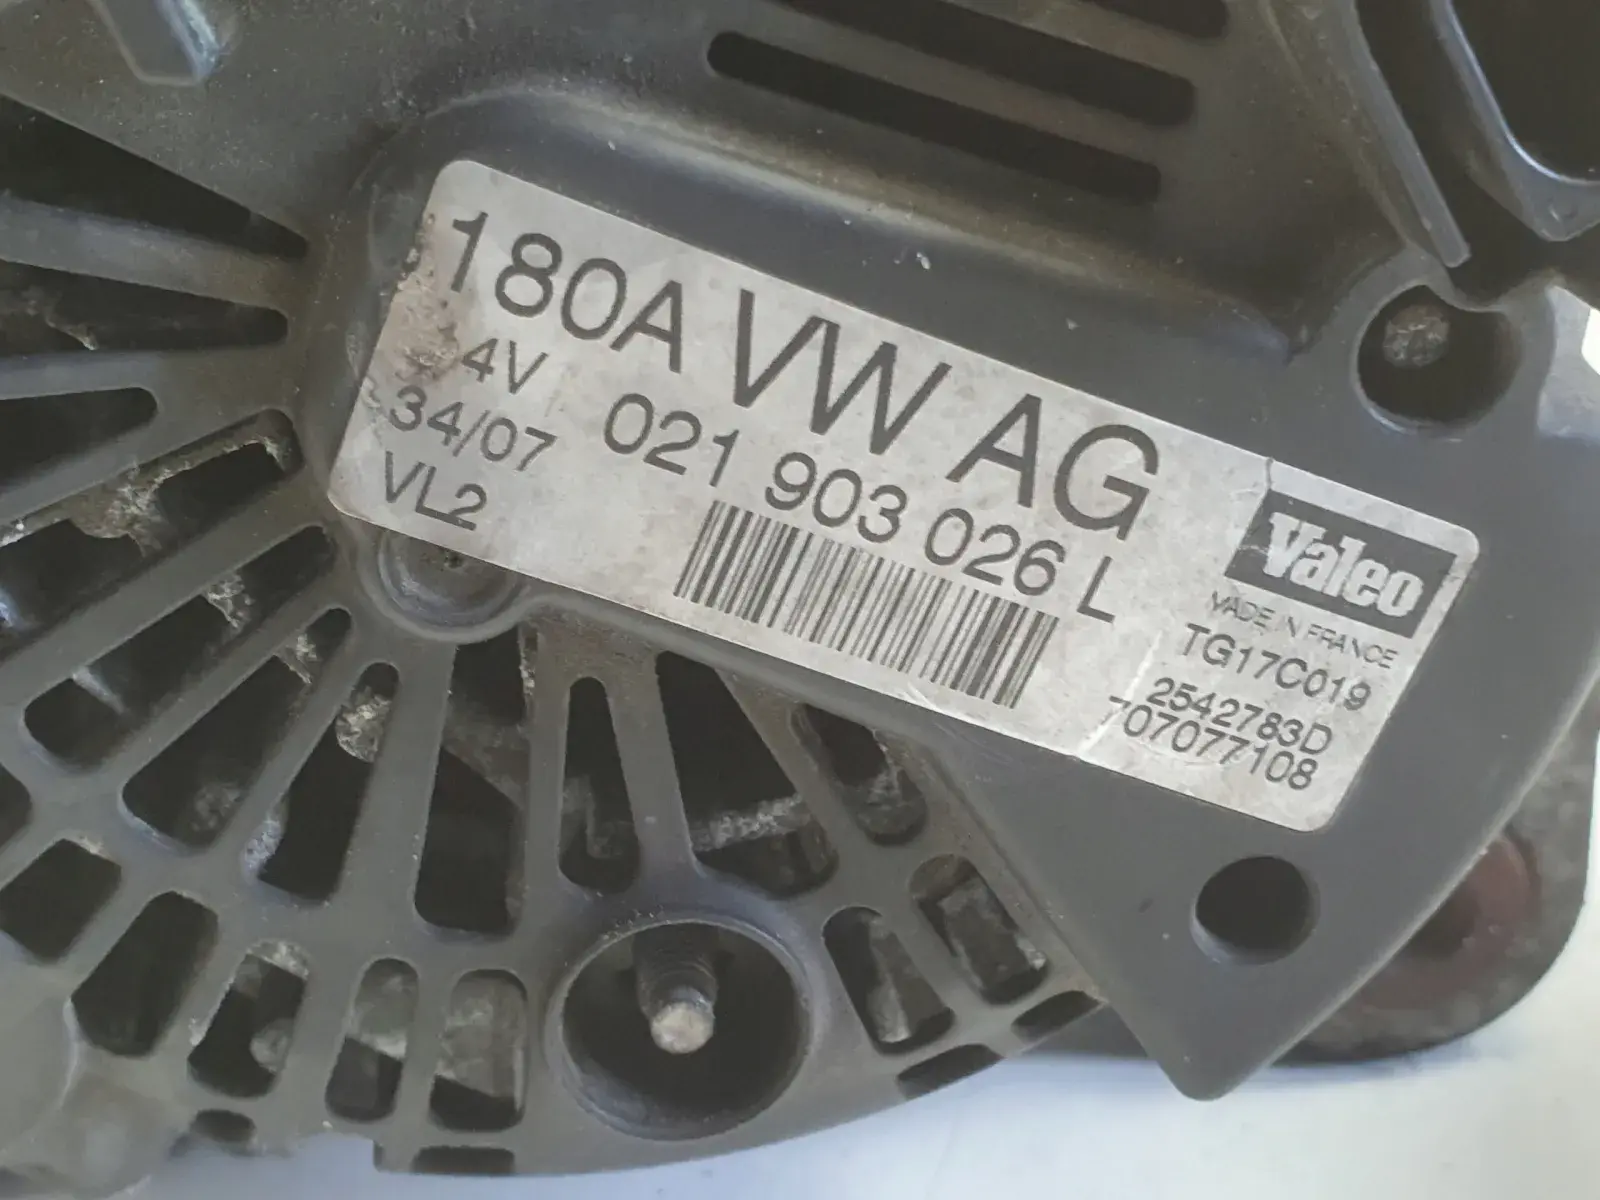 180A VW AG
4V
34/07 021 903 026 L
VL2
Valeo
MADE IN FRANCE
TG17C019
2542783D
707077108